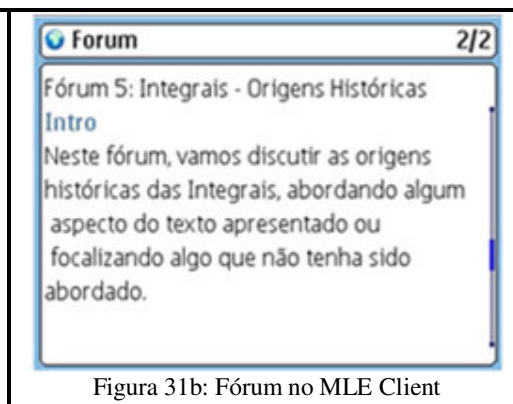 Forum 2/2
Fórum 5: Integrais - Origens Históricas
Intro
Neste fórum, vamos discutir as origens
históricas das Integrais, abordando algum
aspecto do texto apresentado ou
focalizando algo que não tenha sido
abordado.
Figura 31b: Fórum no MLE Client